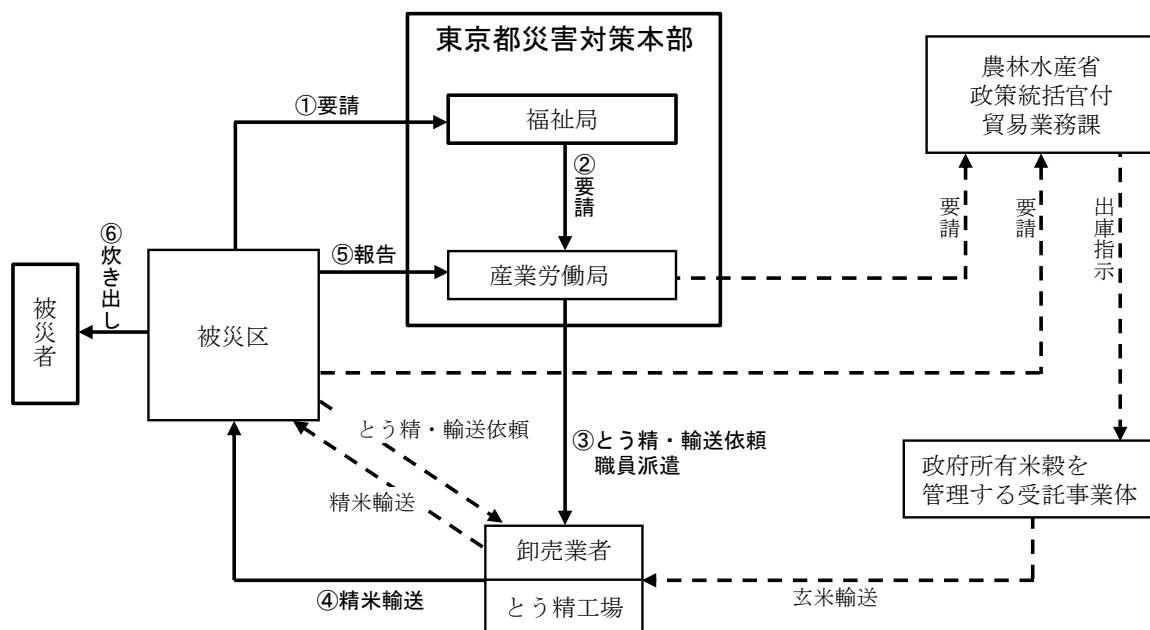 東京都災害対策本部
農林水産省
政策統括官付
貿易業務課
①要請
福祉局
②要請
要請
要請
出庫指示
⑥炊き出し
⑤報告
産業労働局
被災者
被災区
とう精・輸送依頼
③とう精・輸送依頼
職員派遣
政府所有米穀を
管理する受託事業体
精米輸送
卸売業者
④精米輸送
とう精工場
玄米輸送